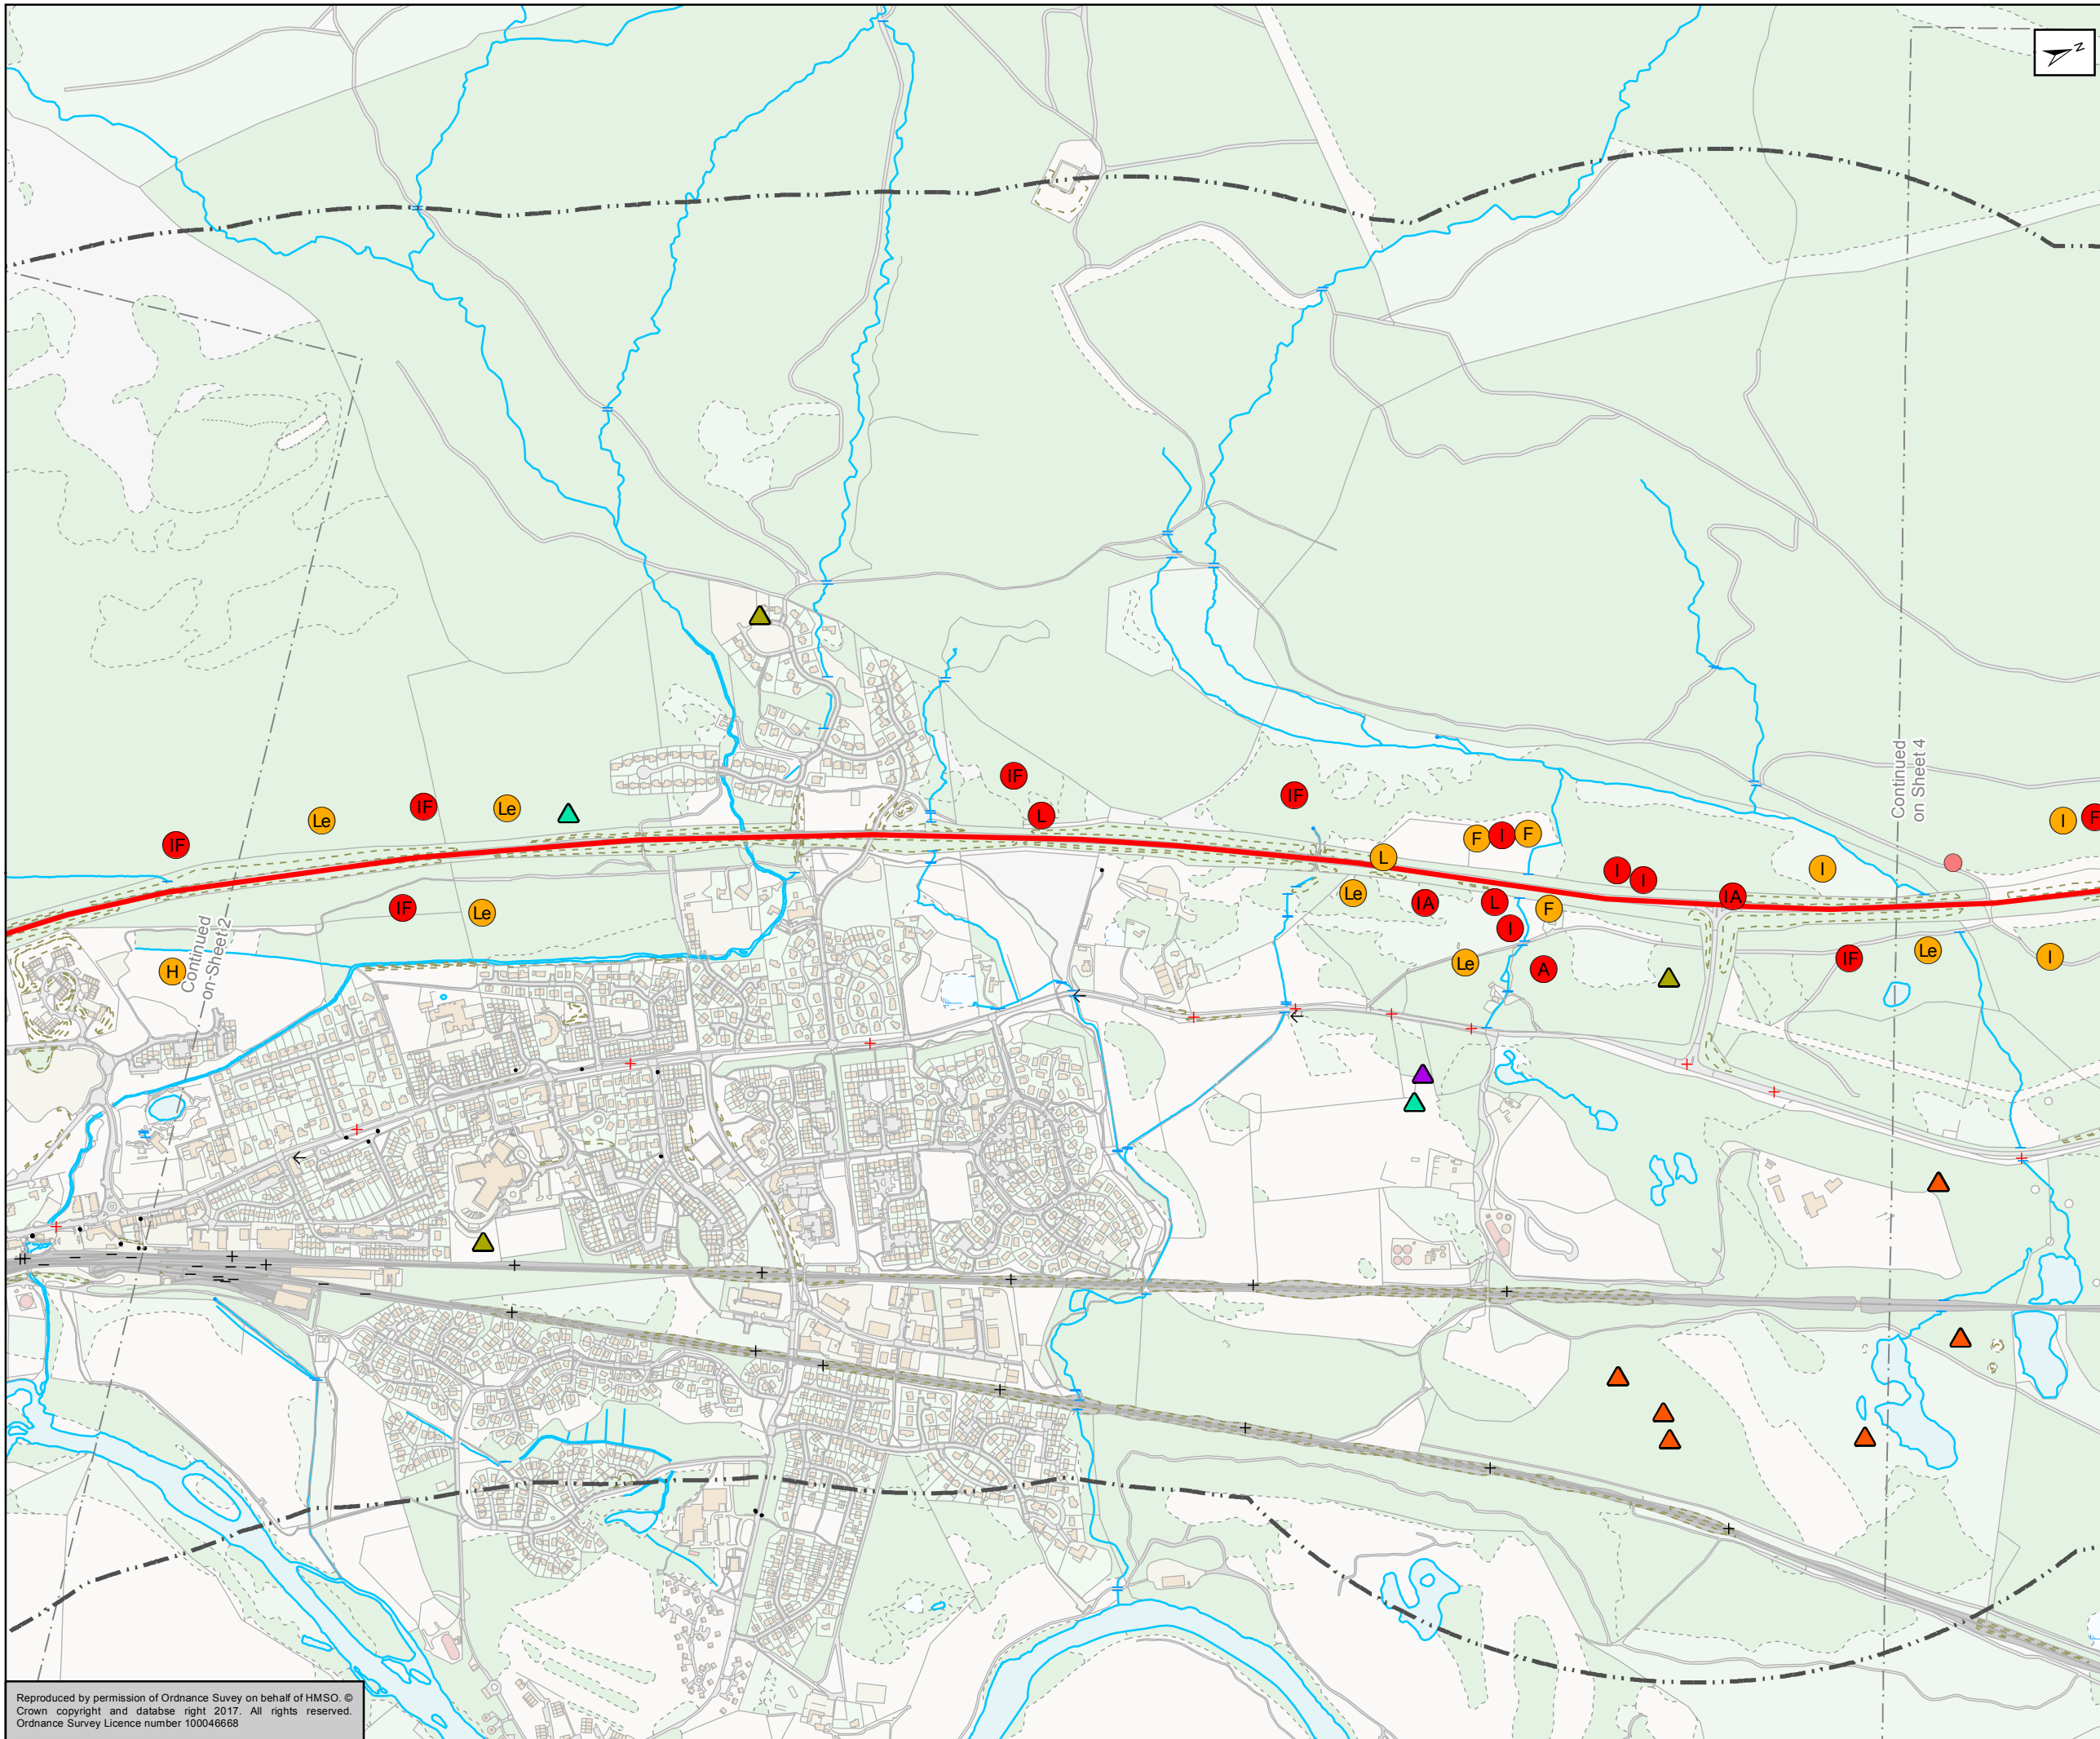 Z
IF
Le
IF
Le
IF
L
IF
L
F
I
F
I
I
IA
I
I
F
IF
Le
H
Le
IA
L
I
F
Le
A
IF
Le
I
Continued
on Sheet 2
Continued
on Sheet 4
Reproduced by permission of Ordnance Suvey on behalf of HMSO. ©
Crown copyright and databse right 2017. All rights reserved.
Ordnance Survey Licence number 100046668